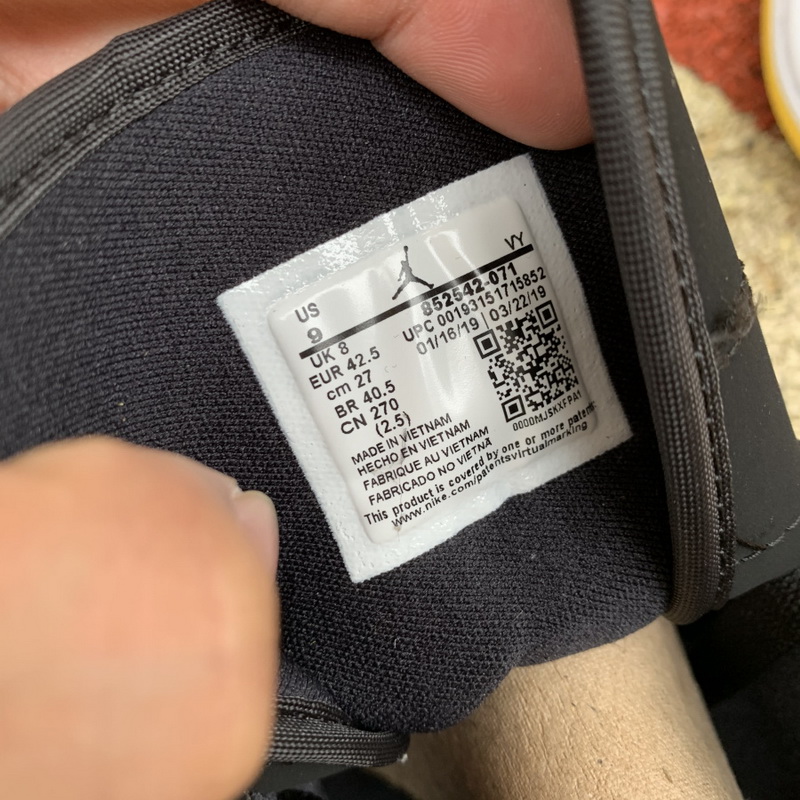 US VY
9 852542-071
UK 8 UPC 00193151715852
EUR 42.5 01/16/19 | 03/22/19
cm 27
BR 40.5
CN 270
(2.5)
0000MJ5KXFPA1
MADE IN VIETNAM
HECHO EN VIETNAM
FABRIQUE AU VIETNAM
FABRICADO NO VIETNÃ
This product is covered by one or more patents
www.nike.com/patentsvirtualmarking